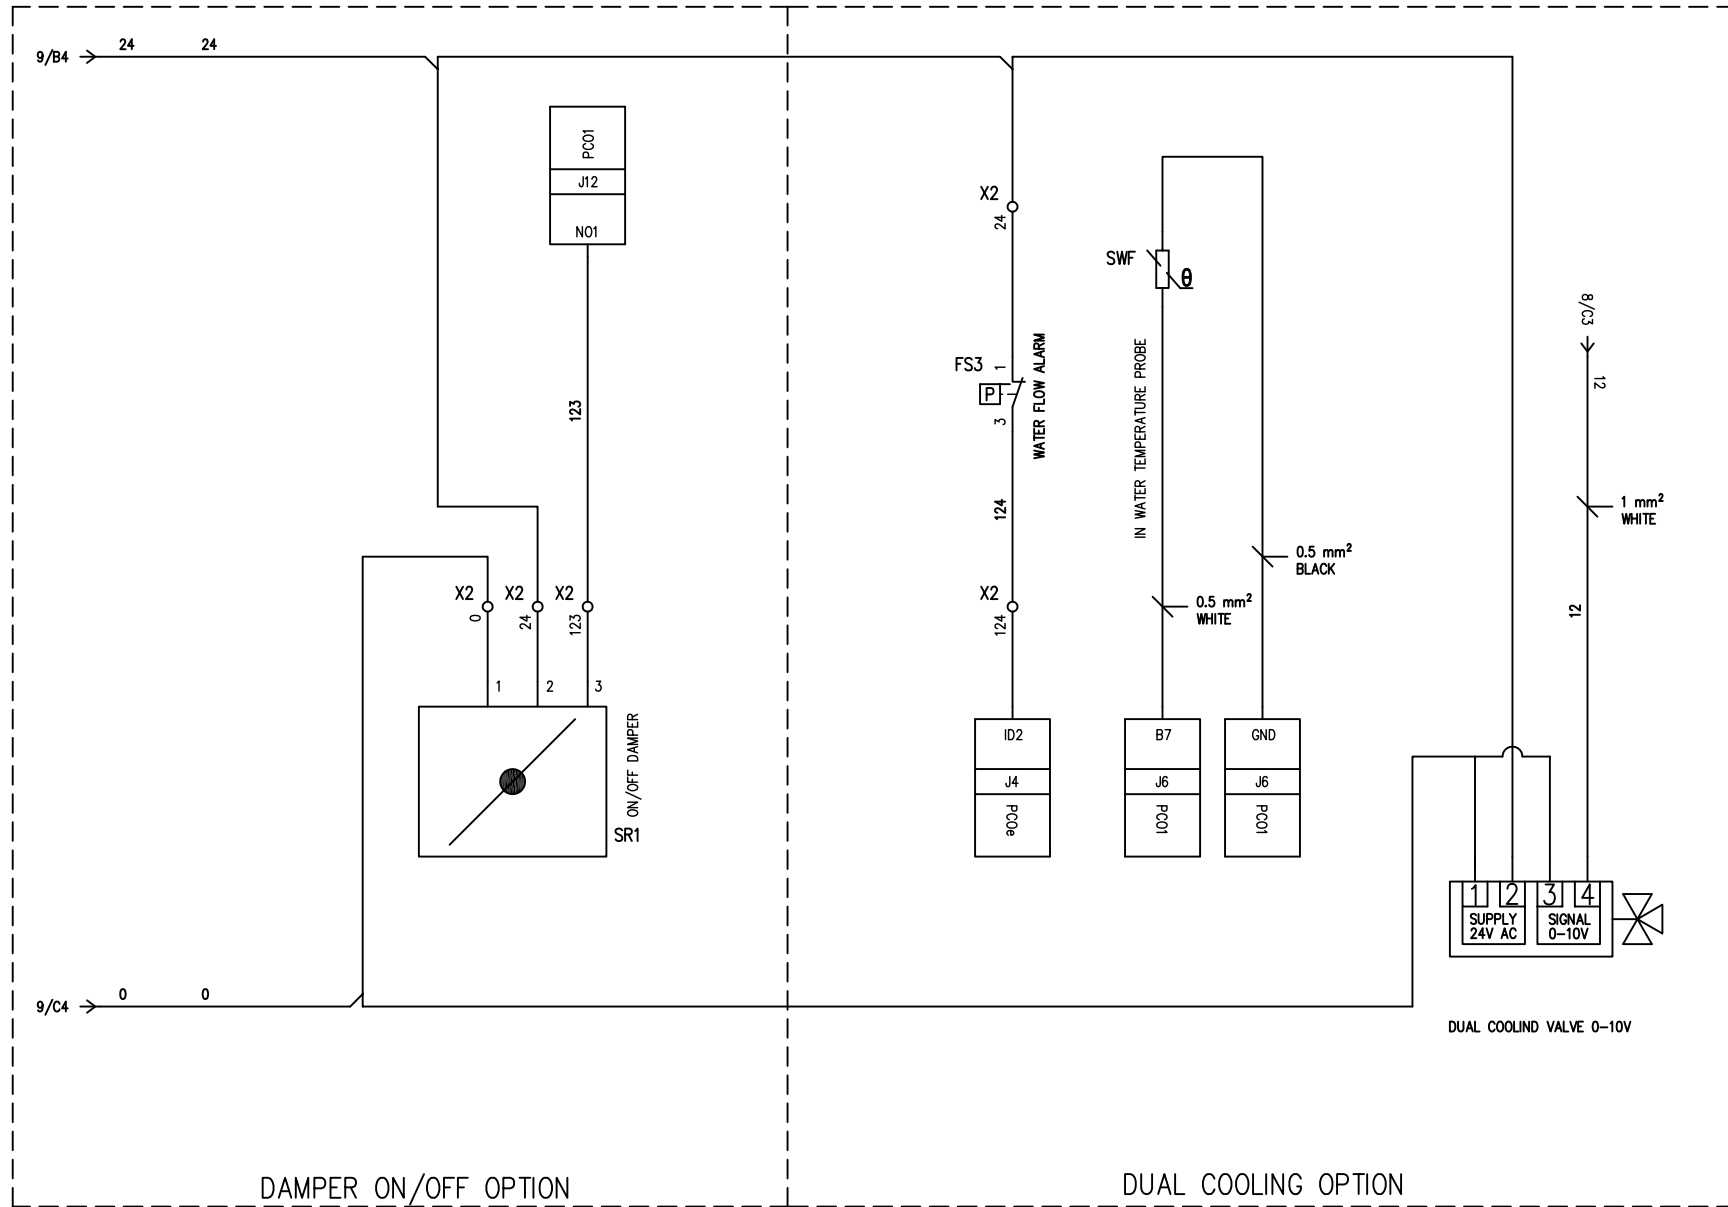 9/B4
24
24
PCO1
J12
NO1
123
X2
0
X2
24
X2
123
1
2
3
ON/OFF DAMPER
SR1
9/C4
0
0
DAMPER ON/OFF OPTION
X2
24
FS3
1
P
3
WATER FLOW ALARM
124
X2
124
ID2
J4
PCOe
SWF
θ
IN WATER TEMPERATURE PROBE
0.5 mm²
WHITE
0.5 mm²
BLACK
B7
J6
PCO1
GND
J6
PCO1
8/C3
12
1 mm²
WHITE
12
1
2
3
4
SUPPLY
24V AC
SIGNAL
0-10V
DUAL COOLIND VALVE 0-10V
DUAL COOLING OPTION